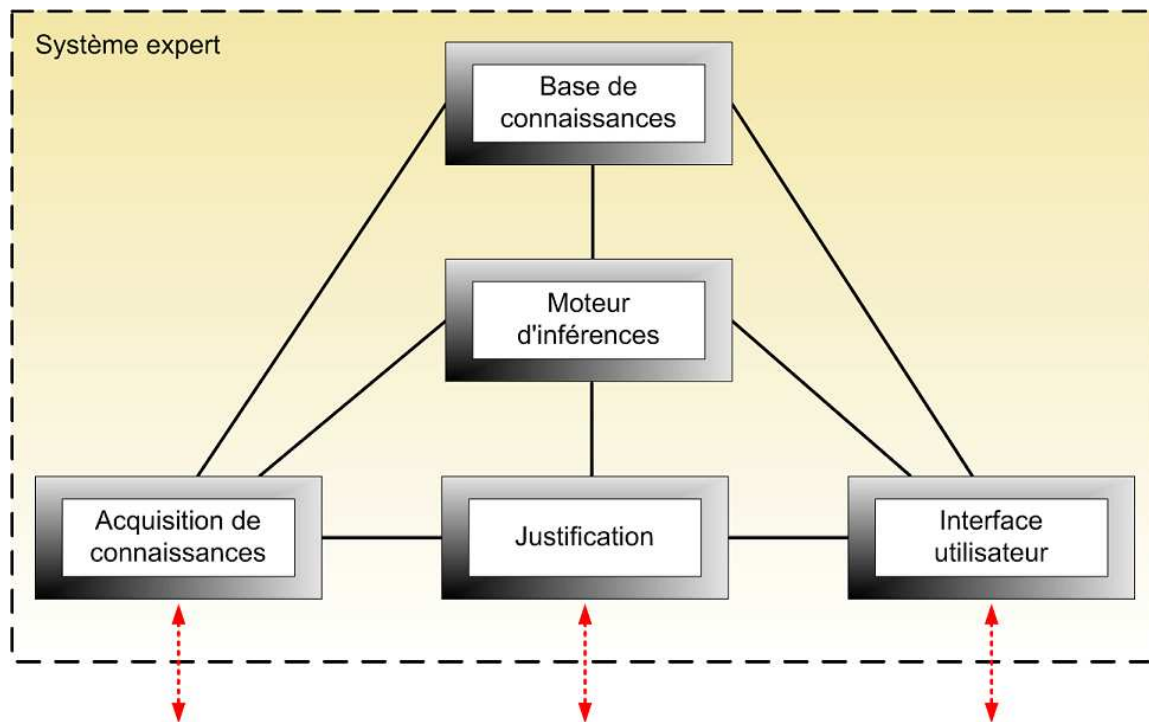 Système expert
Base de
connaissances
Moteur
d'inférences
Acquisition de
connaissances
Justification
Interface
utilisateur